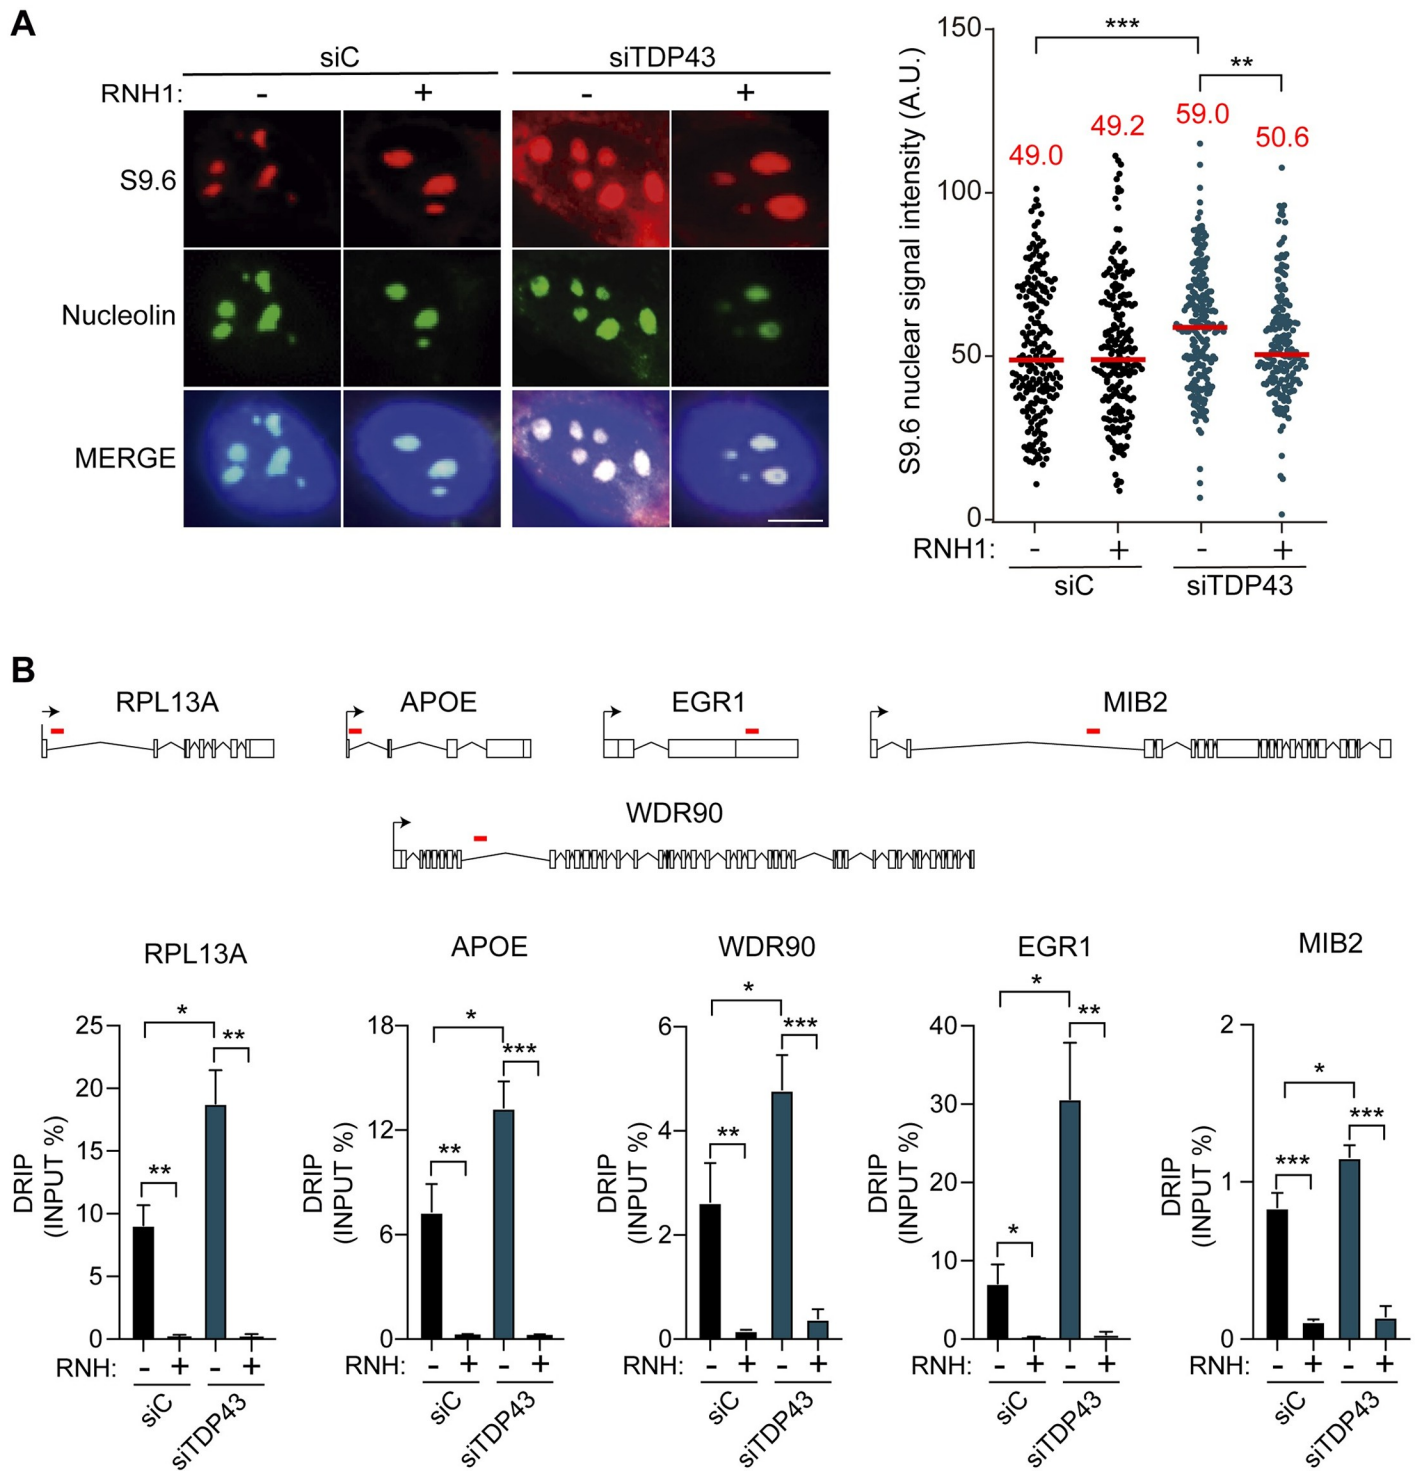 A
siC
siTDP43
RNH1:
-
+
-
+
S9.6
Nucleolin
MERGE
S9.6 nuclear signal intensity (A.U.)
150
100
50
0
***
**
49.0
49.2
59.0
50.6
RNH1:
-
+
-
+
siC
siTDP43
B
RPL13A
APOE
EGR1
MIB2
WDR90
RPL13A
DRIP
(INPUT %)
25
20
15
10
5
0
*
**
**
RNH:
-
+
-
+
siC
siTDP43
APOE
DRIP
(INPUT %)
18
12
6
0
*
***
**
RNH:
-
+
-
+
siC
siTDP43
WDR90
DRIP
(INPUT %)
6
4
2
0
*
***
**
RNH:
-
+
-
+
siC
siTDP43
EGR1
DRIP
(INPUT %)
40
30
20
10
0
*
**
*
RNH:
-
+
-
+
siC
siTDP43
MIB2
DRIP
(INPUT %)
2
1
0
*
***
***
RNH:
-
+
-
+
siC
siTDP43